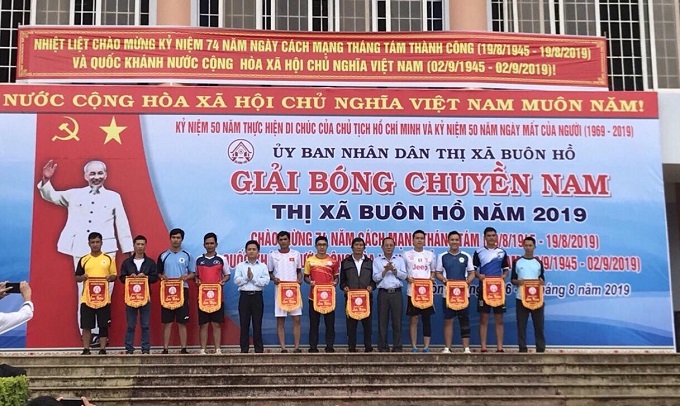 NHIỆT LIỆT CHÀO MỪNG KỶ NIỆM 74 NĂM NGÀY CÁCH MẠNG THÁNG TÁM THÀNH CÔNG (19/8/1945 - 19/8/2019)
VÀ QUỐC KHÁNH NƯỚC CỘNG HÒA XÃ HỘI CHỦ NGHĨA VIỆT NAM (02/9/1945 - 02/9/2019)!
NƯỚC CỘNG HÒA XÃ HỘI CHỦ NGHĨA VIỆT NAM MUÔN NĂM!
KỶ NIỆM 50 NĂM THỰC HIỆN DI CHÚC CỦA CHỦ TỊCH HỒ CHÍ MINH VÀ KỶ NIỆM 50 NĂM NGÀY MẤT CỦA NGƯỜI (1969 - 2019)
ỦY BAN NHÂN DÂN THỊ XÃ BUÔN HỒ
GIẢI BÓNG CHUYỀN NAM
THỊ XÃ BUÔN HỒ NĂM 2019
CHÀO MỪNG 74 NĂM CÁCH MẠNG THÁNG TÁM (19/8/1945 - 19/8/2019)
/9/1945 - 02/9/2019)
8/2019
Jeep